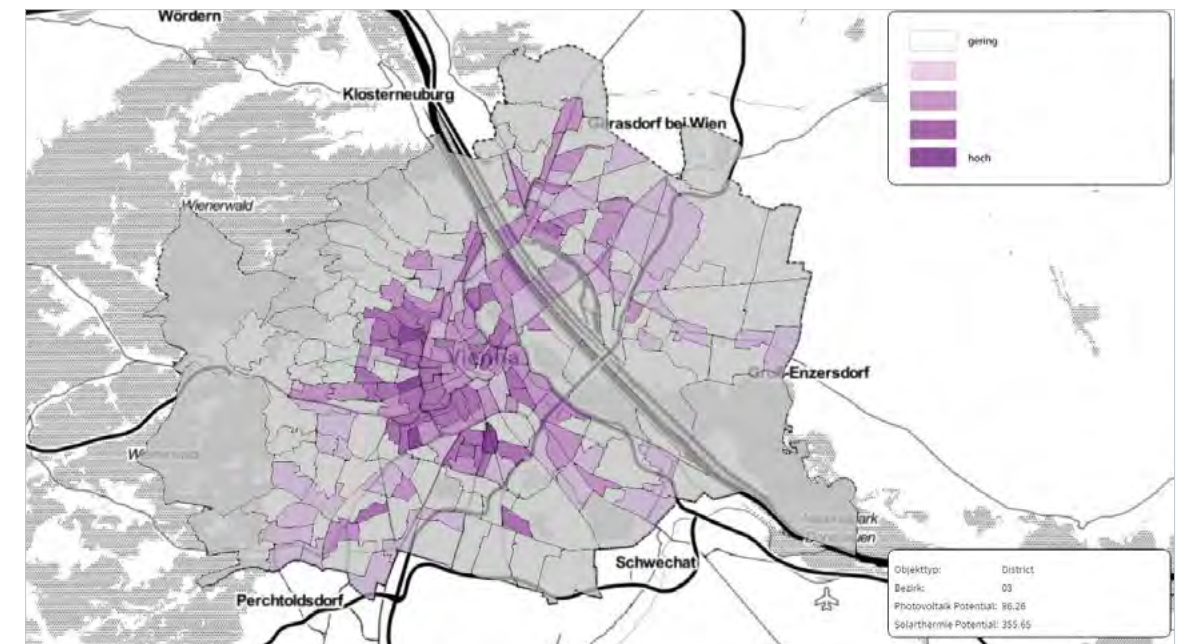 Wördern
gering
Klosterneuburg
Gerasdorf bei Wien
hoch
Wienerwald
Vienna
Groß-Enzersdorf
Schwechat
Objekttyp: District
Bezirk: 03
Photovoltaik Potential: 86.26
Solarthermie Potential: 355.65
Perchtoldsdorf